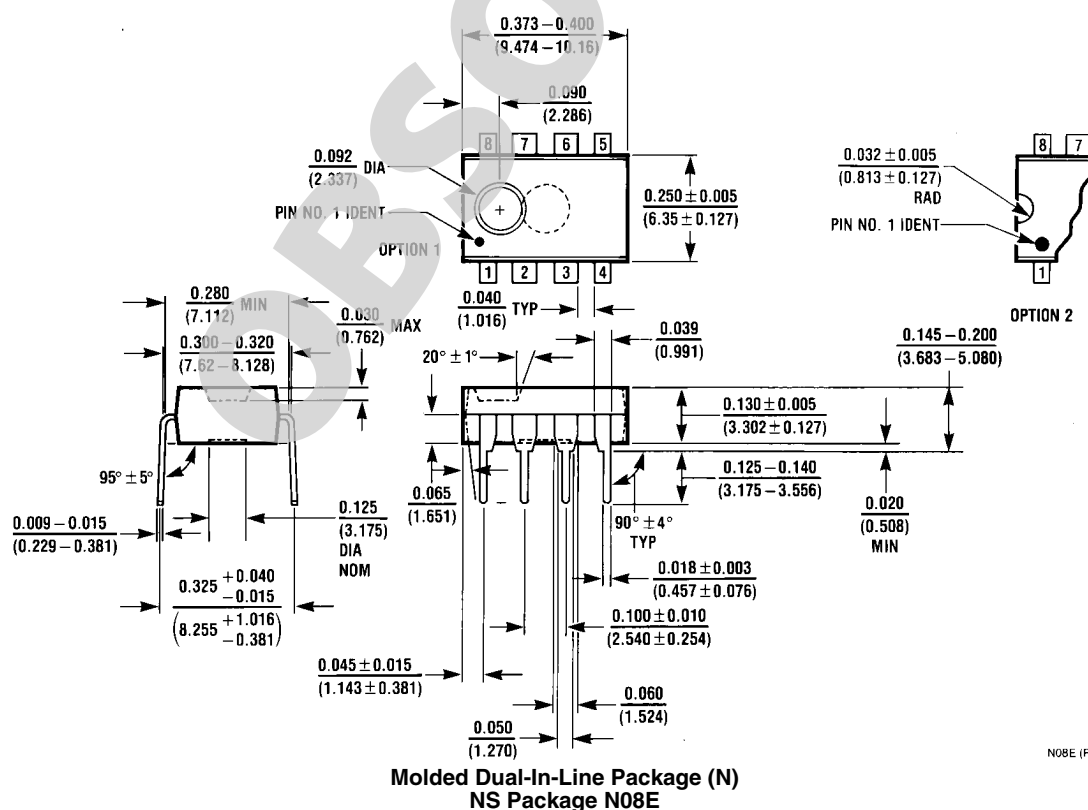 0.373 – 0.400
(9.474 – 10.16)
0.090
(2.286)
8 7 6 5
0.092 DIA
(2.337)
PIN NO. 1 IDENT
OPTION 1
1 2 3 4
0.250 ± 0.005
(6.35 ± 0.127)
0.032 ± 0.005
(0.813 ± 0.127)
RAD
PIN NO. 1 IDENT
8 7
1
OPTION 2
0.280 MIN
(7.112)
0.300 – 0.320
(7.62 – 8.128)
0.030 MAX
(0.762)
0.040 TYP
(1.016)
0.039
(0.991)
20° ± 1°
0.145 – 0.200
(3.683 – 5.080)
0.130 ± 0.005
(3.302 ± 0.127)
0.125 – 0.140
(3.175 – 3.556)
0.020
(0.508)
MIN
95° ± 5°
0.009 – 0.015
(0.229 – 0.381)
0.125
(3.175)
DIA
NOM
0.325 +0.040 -0.015
(8.255 +1.016 -0.381)
0.065
(1.651)
90° ± 4°
TYP
0.018 ± 0.003
(0.457 ± 0.076)
0.100 ± 0.010
(2.540 ± 0.254)
0.045 ± 0.015
(1.143 ± 0.381)
0.060
(1.524)
0.050
(1.270)
N08E (F
Molded Dual-In-Line Package (N)
NS Package N08E
OBSO